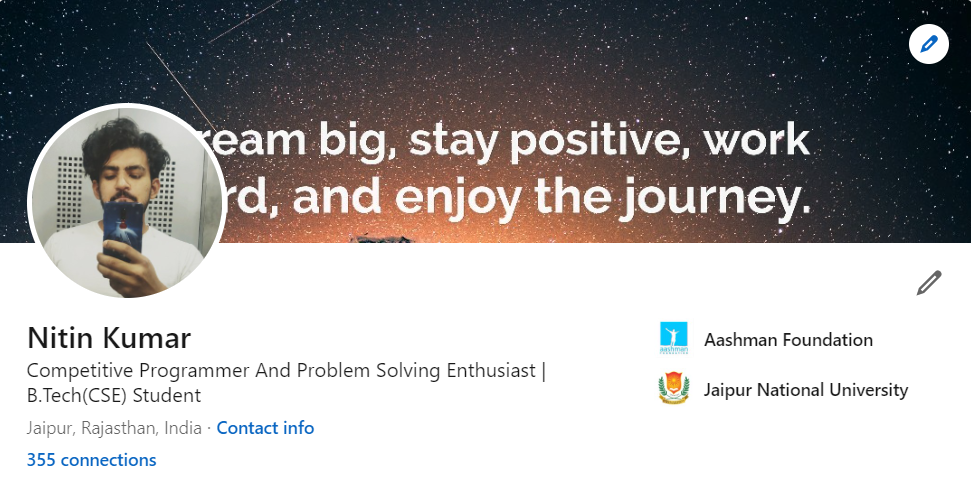 ream big, stay positive, work
rd, and enjoy the journey.
Nitin Kumar
Competitive Programmer And Problem Solving Enthusiast |
B.Tech(CSE) Student
Jaipur, Rajasthan, India · Contact info
355 connections
aashman
Aashman Foundation
Jaipur National University